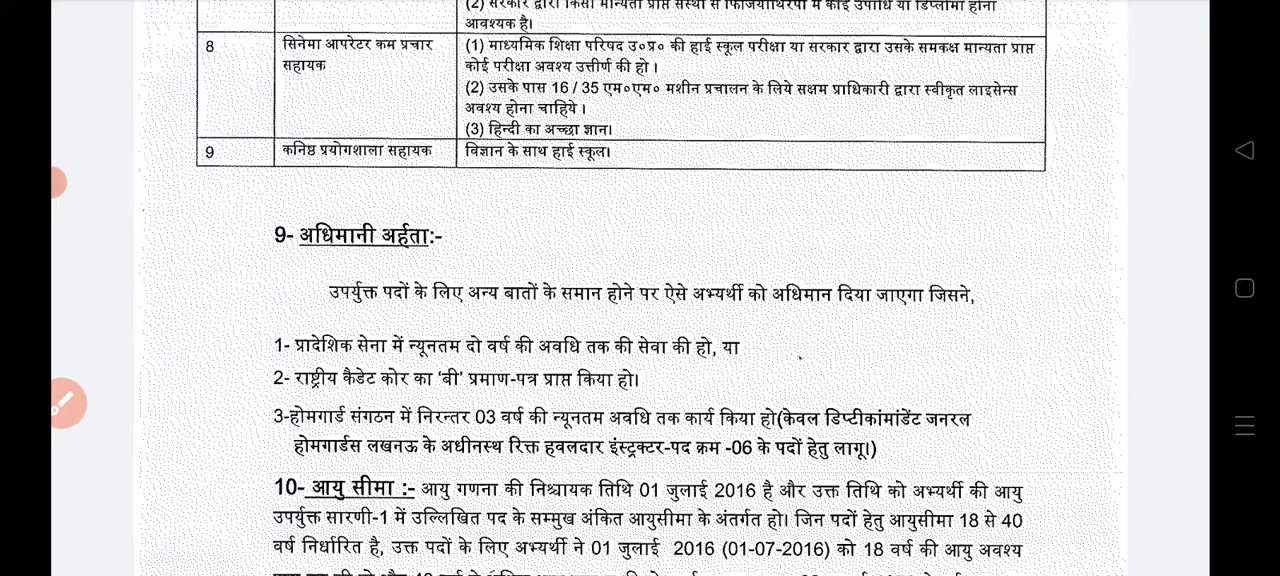 (2) सरकार द्वारा किसी मान्यता प्राप्त संस्था से फिजियोथिरेपी में कोई उपाधि या डिप्लोमा होना
आवश्यक है।
8 सिनेमा आपरेटर कम प्रचार सहायक
(1) माध्यमिक शिक्षा परिषद उ०प्र० की हाई स्कूल परीक्षा या सरकार द्वारा उसके समकक्ष मान्यता प्राप्त
कोई परीक्षा अवश्य उत्तीर्ण की हो ।
(2) उसके पास 16 / 35 एम०एम० मशीन प्रचालन के लिये सक्षम प्राधिकारी द्वारा स्वीकृत लाइसेन्स
अवश्य होना चाहिये ।
(3) हिन्दी का अच्छा ज्ञान।
9 कनिष्ठ प्रयोगशाला सहायक विज्ञान के साथ हाई स्कूल।
9- अधिमानी अर्हता:-
उपर्युक्त पदों के लिए अन्य बातों के समान होने पर ऐसे अभ्यर्थी को अधिमान दिया जाएगा जिसने,
1- प्रादेशिक सेना में न्यूनतम दो वर्ष की अवधि तक की सेवा की हो, या
2- राष्ट्रीय कैडेट कोर का 'बी' प्रमाण-पत्र प्राप्त किया हो।
3-होमगार्ड संगठन में निरन्तर 03 वर्ष की न्यूनतम अवधि तक कार्य किया हो(केवल डिप्टीकांमांडेंट जनरल
होमगार्डस लखनऊ के अधीनस्थ रिक्त हवलदार इंस्ट्रक्टर-पद क्रम -06 के पदों हेतु लागू।)
10- आयु सीमा :- आयु गणना की निश्चायक तिथि 01 जुलाई 2016 है और उक्त तिथि को अभ्यर्थी की आयु
उपर्युक्त सारणी-1 में उल्लिखित पद के सम्मुख अंकित आयुसीमा के अंतर्गत हो। जिन पदों हेतु आयुसीमा 18 से 40
वर्ष निर्धारित है, उक्त पदों के लिए अभ्यर्थी ने 01 जुलाई 2016 (01-07-2016) को 18 वर्ष की आयु अवश्य